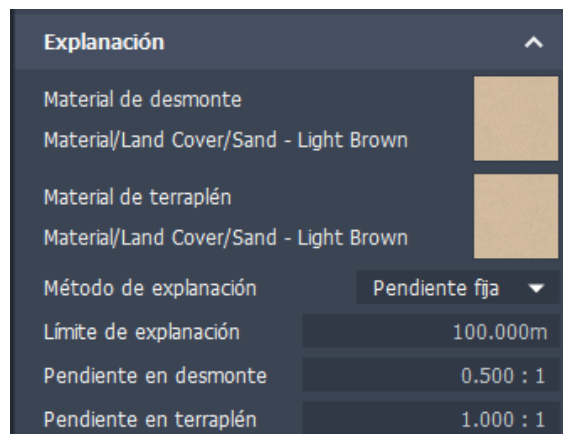 Explanación
Material de desmonte
Material/Land Cover/Sand - Light Brown
Material de terraplén
Material/Land Cover/Sand - Light Brown
Método de explanación Pendiente fija
Límite de explanación 100.000m
Pendiente en desmonte 0.500 : 1
Pendiente en terraplén 1.000 : 1